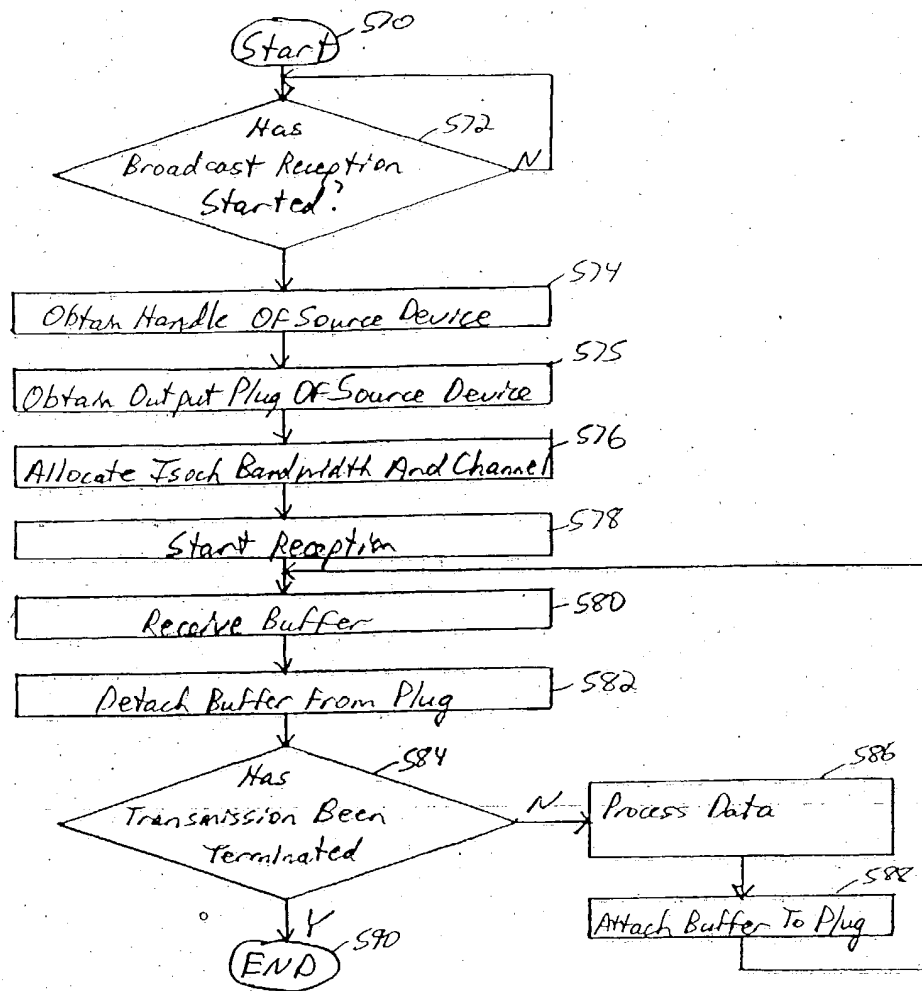 Start
570
Has
Broadcast Reception
Started?
572
N
574
Obtain Handle Of Source Device
575
Obtain Output Plug Of Source Device
576
Allocate Isoch Bandwidth And Channel
578
Start Reception
580
Receive Buffer
582
Detach Buffer From Plug
584
Has
Transmission Been
Terminated
N
586
Process Data
588
Attach Buffer To Plug
Y
590
END